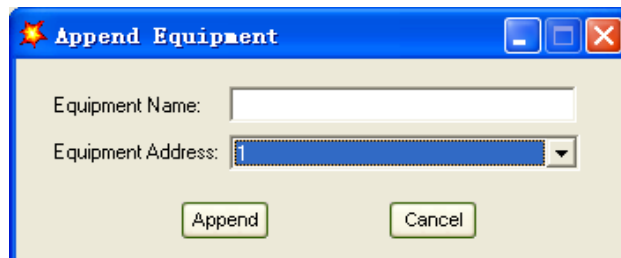 Append Equipment
Equipment Name:
Equipment Address: 1
Append Cancel